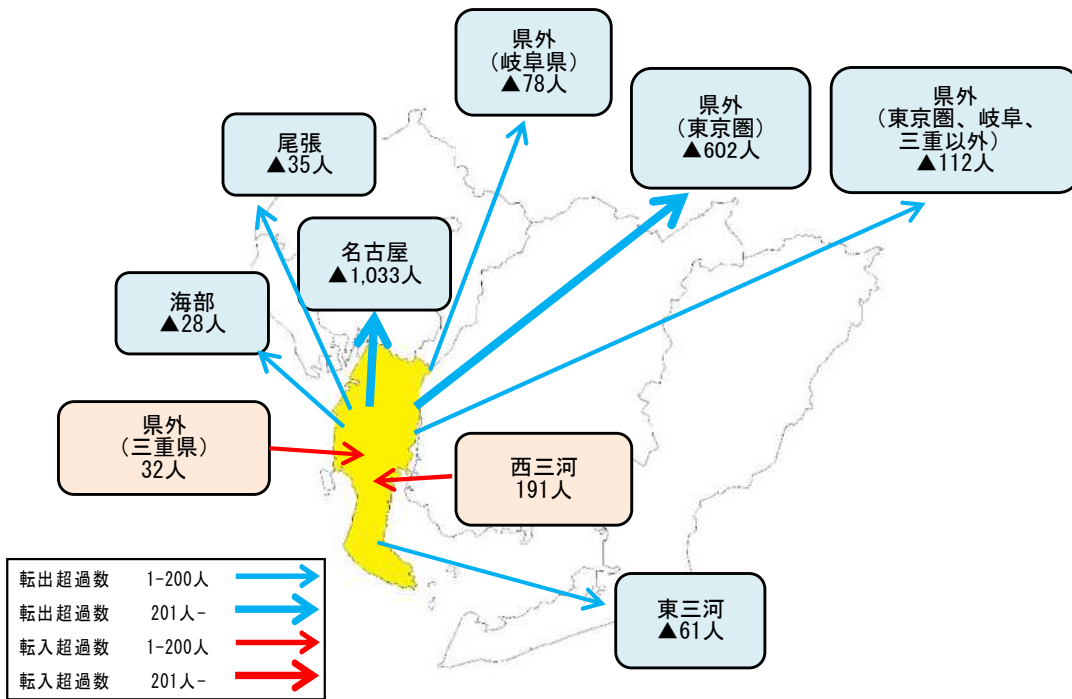 県外
（岐阜県）
▲78人
県外
（東京圏）
▲602人
県外
（東京圏、岐阜、
三重以外）
▲112人
尾張
▲35人
名古屋
▲1,033人
海部
▲28人
県外
（三重県）
32人
西三河
191人
東三河
▲61人
転出超過数 1-200人
転出超過数 201人-
転入超過数 1-200人
転入超過数 201人-